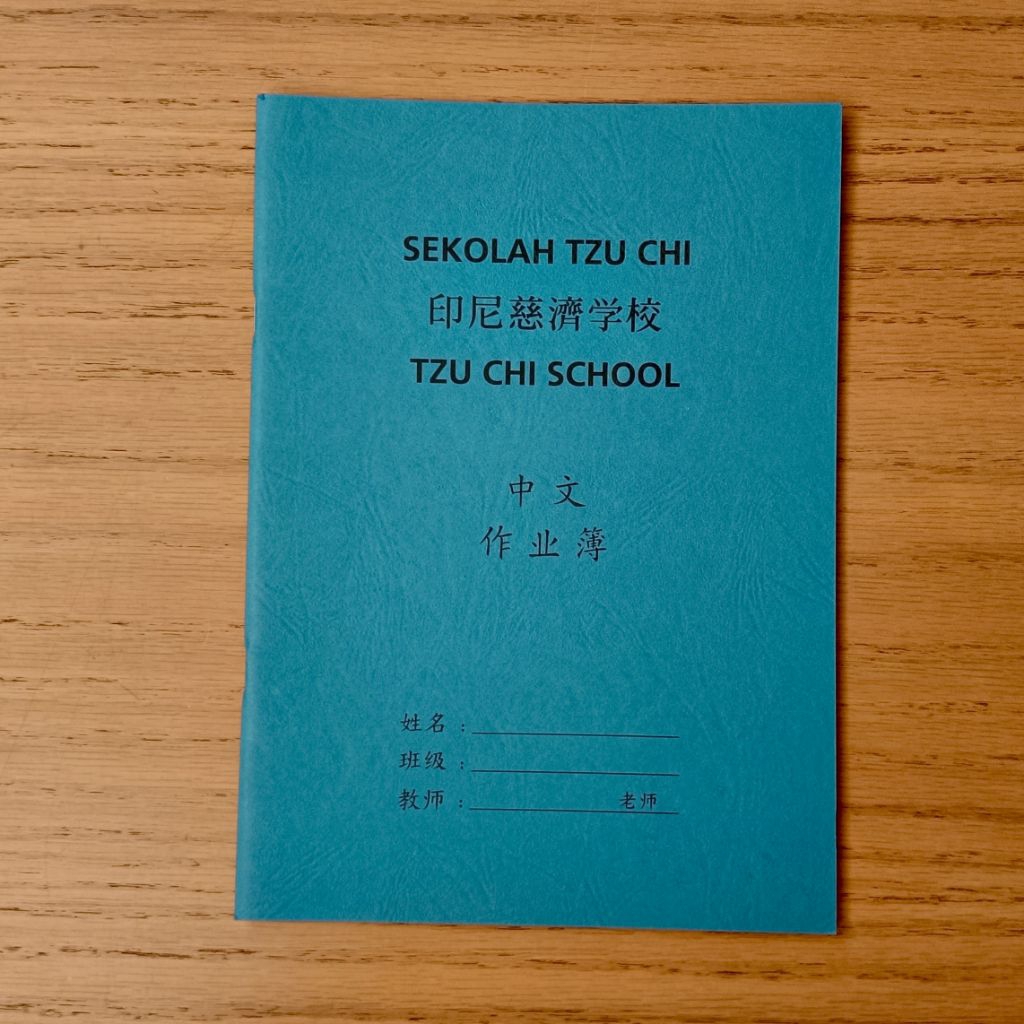 SEKOLAH TZU CHI
印尼慈濟学校
TZU CHI SCHOOL
中文
作业簿
姓名 :
班级 :
教师 : 老师